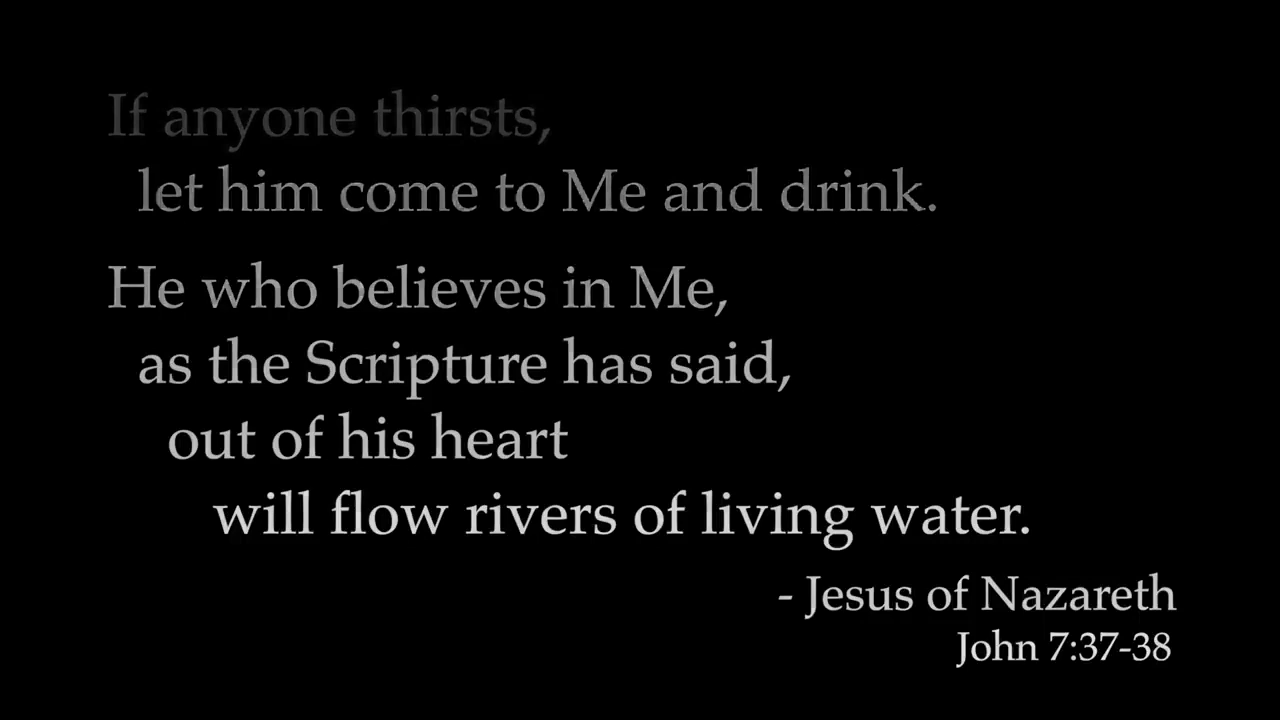 If anyone thirsts,
let him come to Me and drink.
He who believes in Me,
as the Scripture has said,
out of his heart
will flow rivers of living water.
- Jesus of Nazareth
John 7:37-38